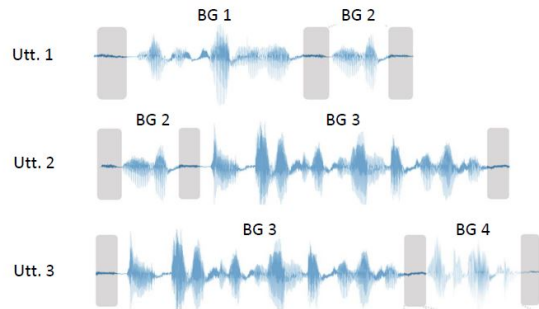 BG 1 BG 2
Utt. 1
BG 2 BG 3
Utt. 2
BG 3 BG 4
Utt. 3